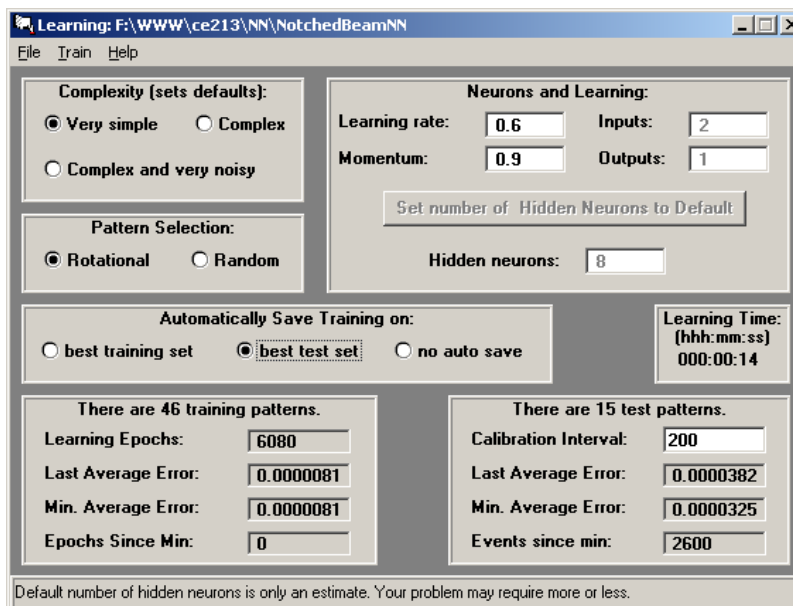 Learning: F:\WWW\ce213\NN\NotchedBeamNN
File Train Help
Complexity (sets defaults):
Very simple
Complex
Complex and very noisy
Pattern Selection:
Rotational
Random
Neurons and Learning:
Learning rate: 0.6
Inputs: 2
Momentum: 0.9
Outputs: 1
Set number of Hidden Neurons to Default
Hidden neurons: 8
Automatically Save Training on:
best training set
best test set
no auto save
Learning Time:
(hhh:mm:ss)
000:00:14
There are 46 training patterns.
Learning Epochs: 6080
Last Average Error: 0.0000081
Min. Average Error: 0.0000081
Epochs Since Min: 0
There are 15 test patterns.
Calibration Interval: 200
Last Average Error: 0.0000382
Min. Average Error: 0.0000325
Events since min: 2600
Default number of hidden neurons is only an estimate. Your problem may require more or less.